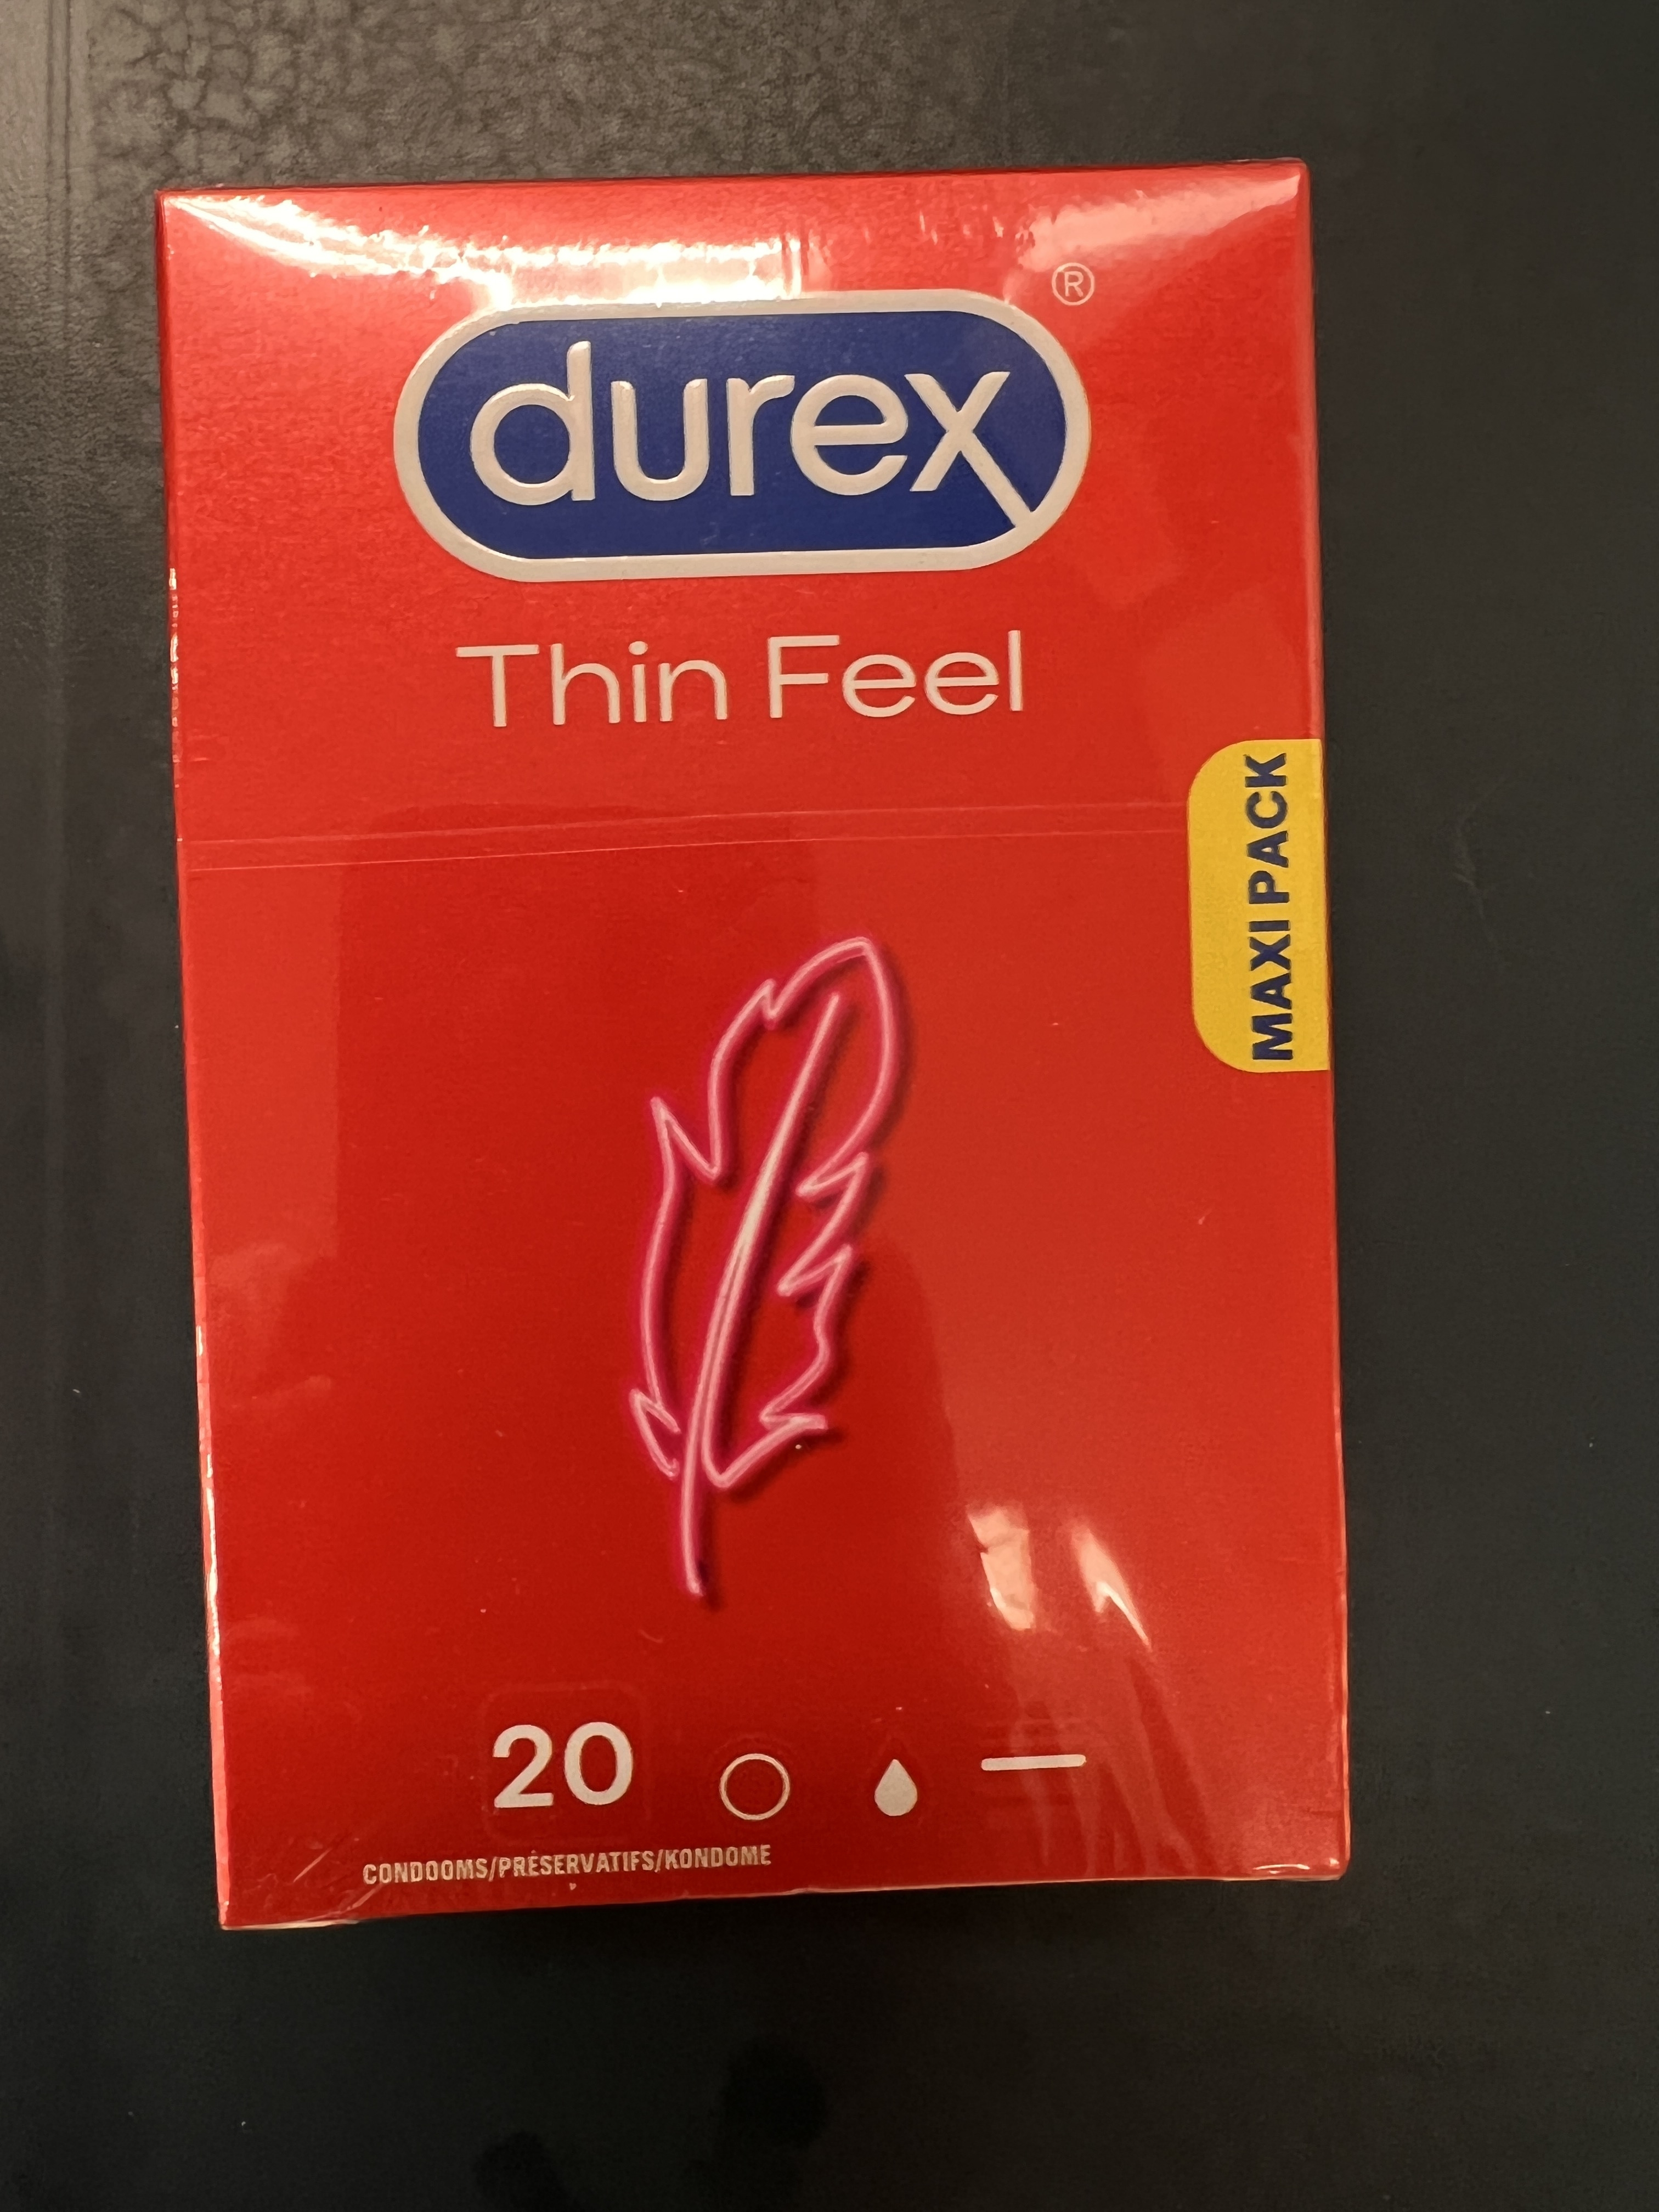 durex®
Thin Feel
MAXI PACK
20
CONDOOMS/PRÉSERVATIFS/KONDOME